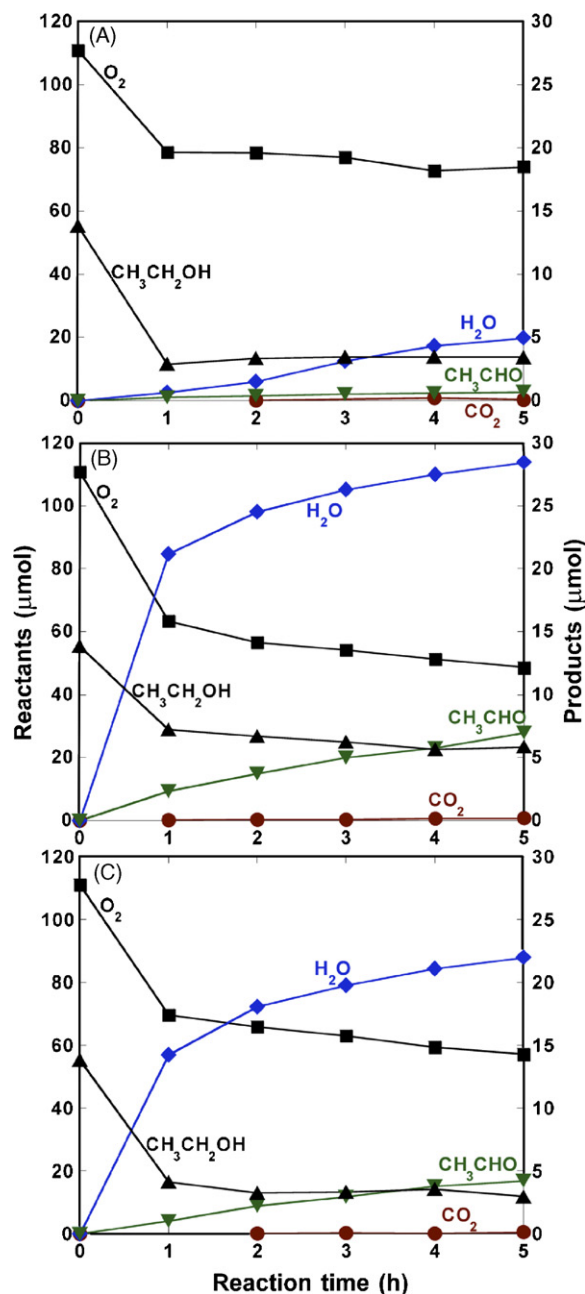 (A)
120 30
O₂
100 25
80 20
60 15
CH₃CH₂OH
40 10
H₂O
20 5
CH₃CHO
0 0
CO₂
0 1 2 3 4 5
(B)
120 30
O₂
100 25
H₂O
80 20
60 15
CH₃CH₂OH
40 10
CH₃CHO
20 5
CO₂
0 0
0 1 2 3 4 5
Reactants (μmol)
Products (μmol)
(C)
120 30
O₂
100 25
H₂O
80 20
60 15
40 10
CH₃CH₂OH
20 5
CH₃CHO
CO₂
0 0
0 1 2 3 4 5
Reaction time (h)